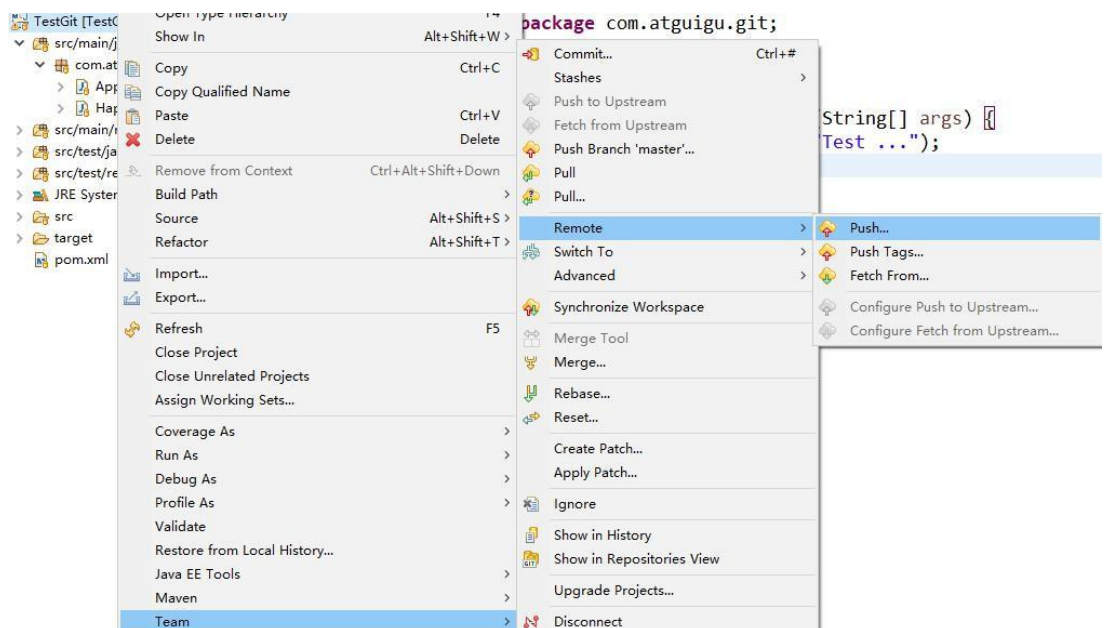 TestGit [TestG
src/main/j
com.at
App
Hap
src/main/r
src/test/ja
src/test/re
JRE System
src
target
pom.xml
Open Type Hierarchy F4
Show In Alt+Shift+W >
Copy Ctrl+C
Copy Qualified Name
Paste Ctrl+V
Delete Delete
Remove from Context Ctrl+Alt+Shift+Down
Build Path >
Source Alt+Shift+S >
Refactor Alt+Shift+T >
Import...
Export...
Refresh F5
Close Project
Close Unrelated Projects
Assign Working Sets...
Coverage As >
Run As >
Debug As >
Profile As >
Validate
Restore from Local History...
Java EE Tools >
Maven >
Team >
package com.atguigu.git;
Commit... Ctrl+#
Stashes >
Push to Upstream
Fetch from Upstream
Push Branch 'master'...
Pull
Pull...
Remote >
Switch To >
Advanced >
Synchronize Workspace
Merge Tool
Merge...
Rebase...
Reset...
Create Patch...
Apply Patch...
Ignore
Show in History
Show in Repositories View
Upgrade Projects...
Disconnect
(String[] args) {
"Test ...");
Push...
Push Tags...
Fetch From...
Configure Push to Upstream...
Configure Fetch from Upstream...